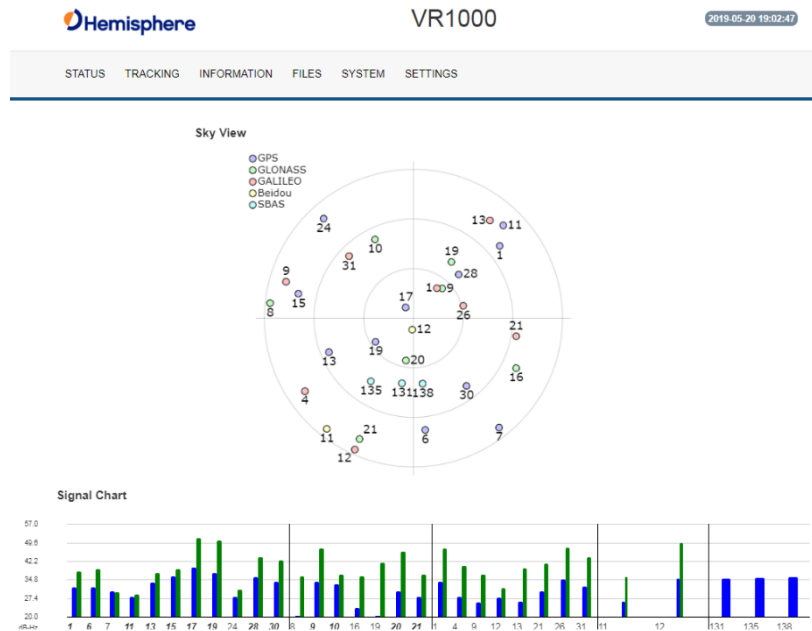 Hemisphere VR1000 2019-05-20 19:02:47
STATUS TRACKING INFORMATION FILES SYSTEM SETTINGS
Sky View
GPS
GLONASS
GALILEO
Beidou
SBAS
13 11
24
10 19 1
31
9 28
1 9
15 17
8 26
12 21
13 19
20 16
135 131 138 30
4
11 21 6 7
12
Signal Chart
57.0
49.6
42.2
34.8
27.4
20.0
dB-Hz 1 6 7 11 13 15 17 19 24 28 30 8 9 10 16 19 20 21 1 4 9 12 13 21 26 31 11 12 131 135 138